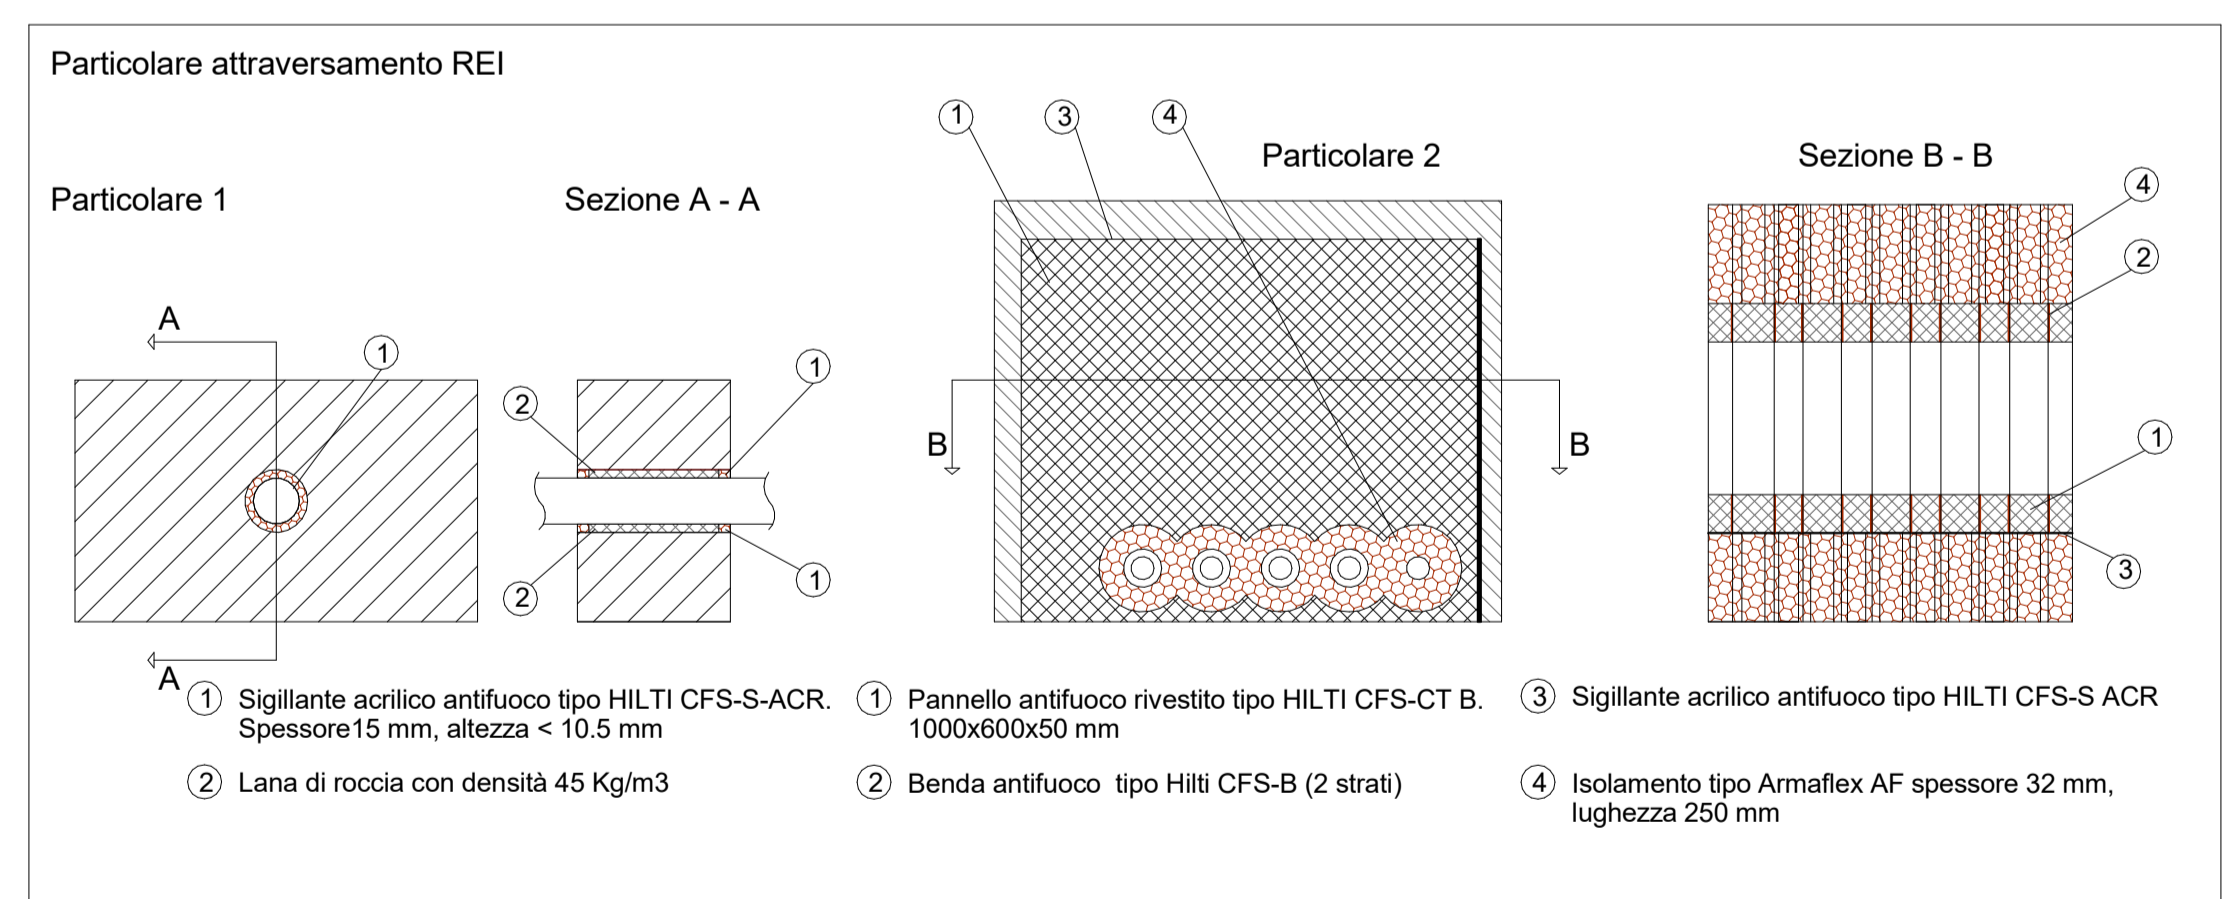 Particolare attraversamento REI
1
3
4
Particolare 2
Sezione B - B
Particolare 1
Sezione A - A
4
2
A
1
1
2
B
B
1
2
1
3
A
1 Sigillante acrilico antifuoco tipo HILTI CFS-S-ACR.
Spessore15 mm, altezza < 10.5 mm
2 Lana di roccia con densità 45 Kg/m3
1 Pannello antifuoco rivestito tipo HILTI CFS-CT B.
1000x600x50 mm
2 Benda antifuoco tipo Hilti CFS-B (2 strati)
3 Sigillante acrilico antifuoco tipo HILTI CFS-S ACR
4 Isolamento tipo Armaflex AF spessore 32 mm,
lughezza 250 mm